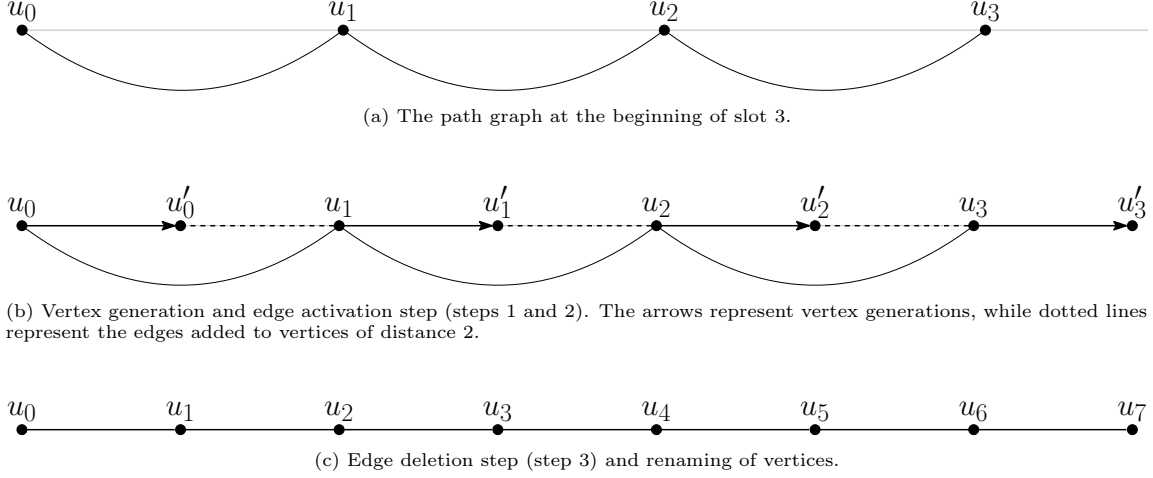 u0 u1 u2 u3
(a) The path graph at the beginning of slot 3.
u0 u′0 u1 u′1 u2 u′2 u3 u′3
(b) Vertex generation and edge activation step (steps 1 and 2). The arrows represent vertex generations, while dotted lines
represent the edges added to vertices of distance 2.
u0 u1 u2 u3 u4 u5 u6 u7
(c) Edge deletion step (step 3) and renaming of vertices.